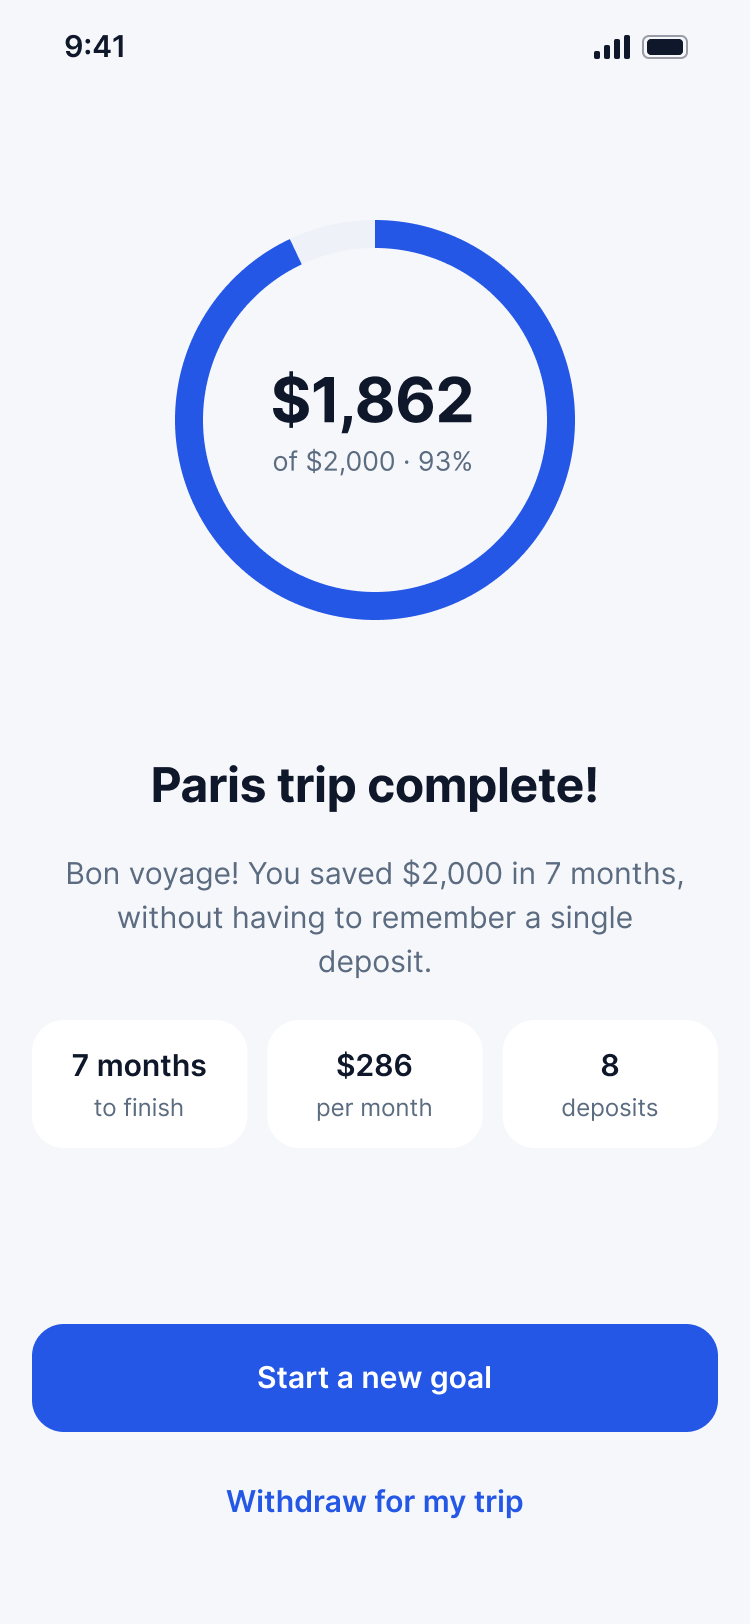 9:41
$1,862
of $2,000 · 93%
Paris trip complete!
Bon voyage! You saved $2,000 in 7 months,
without having to remember a single
deposit.
7 months
to finish
$286
per month
8
deposits
Start a new goal
Withdraw for my trip